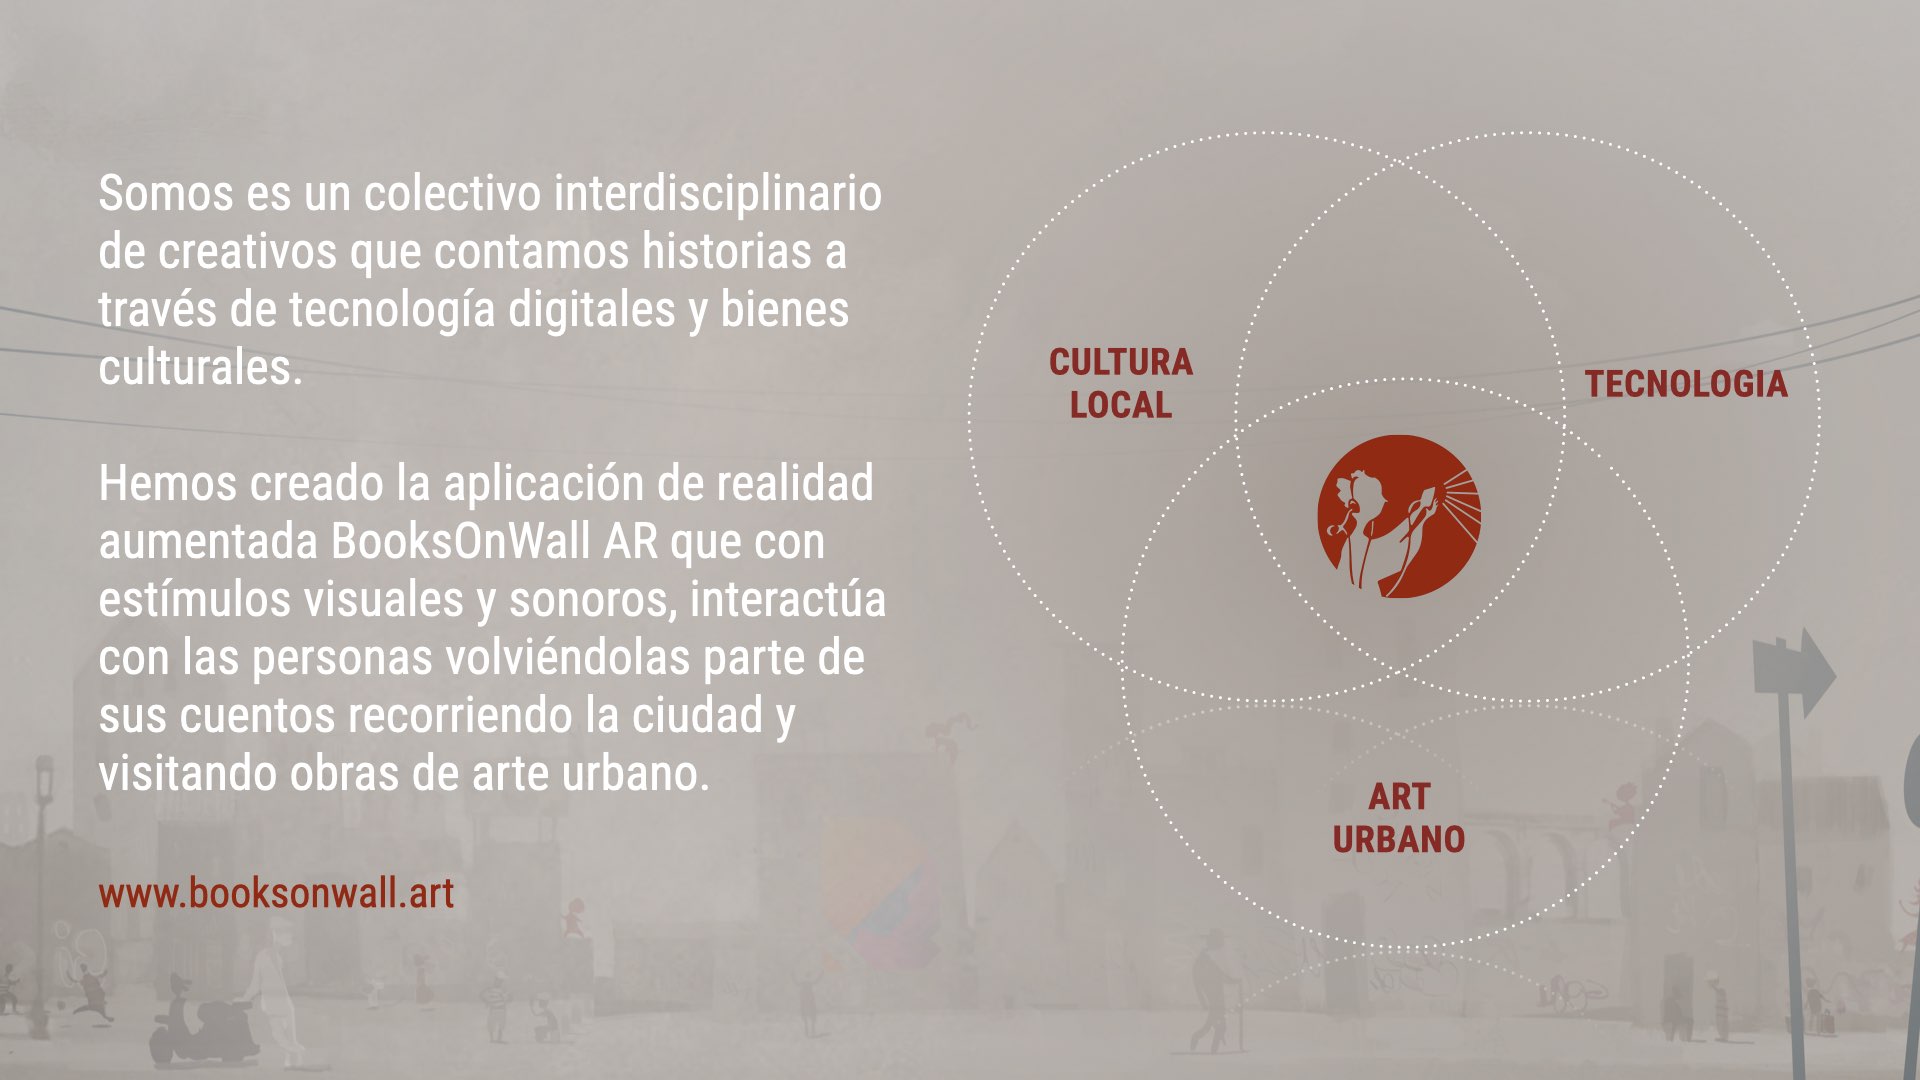 Somos es un colectivo interdisciplinario
de creativos que contamos historias a
través de tecnología digitales y bienes
culturales.
Hemos creado la aplicación de realidad
aumentada BooksOnWall AR que con
estímulos visuales y sonoros, interactúa
con las personas volviéndolas parte de
sus cuentos recorriendo la ciudad y
visitando obras de arte urbano.
www.booksonwall.art
CULTURA
LOCAL
TECNOLOGIA
ART
URBANO